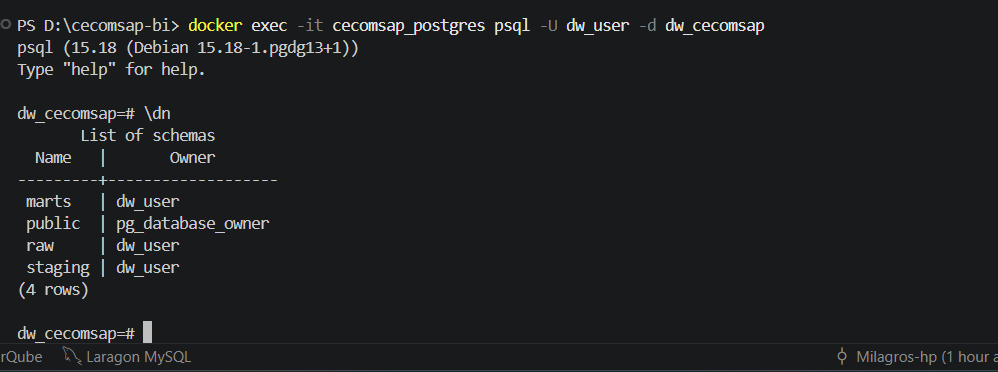 PS D:\cecomsap-bi> docker exec -it cecomsap_postgres psql -U dw_user -d dw_cecomsap
psql (15.18 (Debian 15.18-1.pgdg13+1))
Type "help" for help.

dw_cecomsap=# \dn
       List of schemas
  Name   |       Owner
---------+-------------------
 marts   | dw_user
 public  | pg_database_owner
 raw     | dw_user
 staging | dw_user
(4 rows)

dw_cecomsap=#
rQube Laragon MySQL Milagros-hp (1 hour a